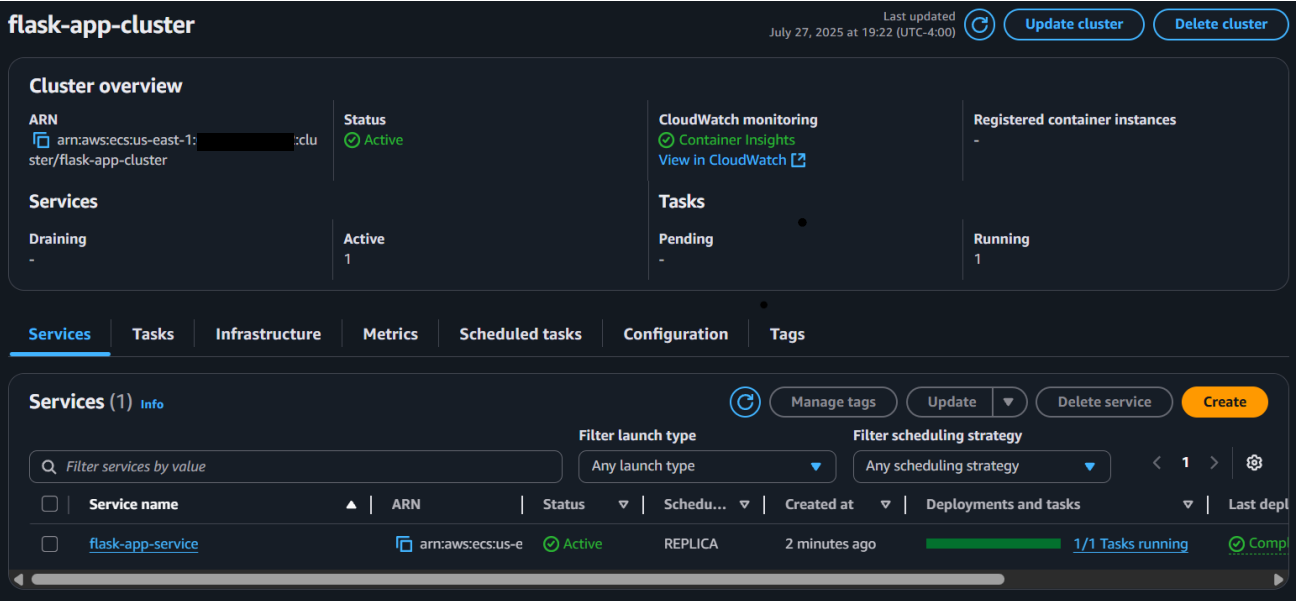 flask-app-cluster
Last updated
July 27, 2025 at 19:22 (UTC-4:00)
Update cluster
Delete cluster
Cluster overview
ARN
arn:aws:ecs:us-east-1: :clu
ster/flask-app-cluster
Status
Active
CloudWatch monitoring
Container Insights
View in CloudWatch
Registered container instances
-
Services
Draining
-
Active
1
Tasks
Pending
-
Running
1
Services Tasks Infrastructure Metrics Scheduled tasks Configuration Tags
Services (1) Info
Manage tags
Update
Delete service
Create
Filter launch type
Filter scheduling strategy
Filter services by value
Any launch type
Any scheduling strategy
1
Service name ARN Status Schedu... Created at Deployments and tasks Last depl
flask-app-service arn:aws:ecs:us-e Active REPLICA 2 minutes ago 1/1 Tasks running Compl